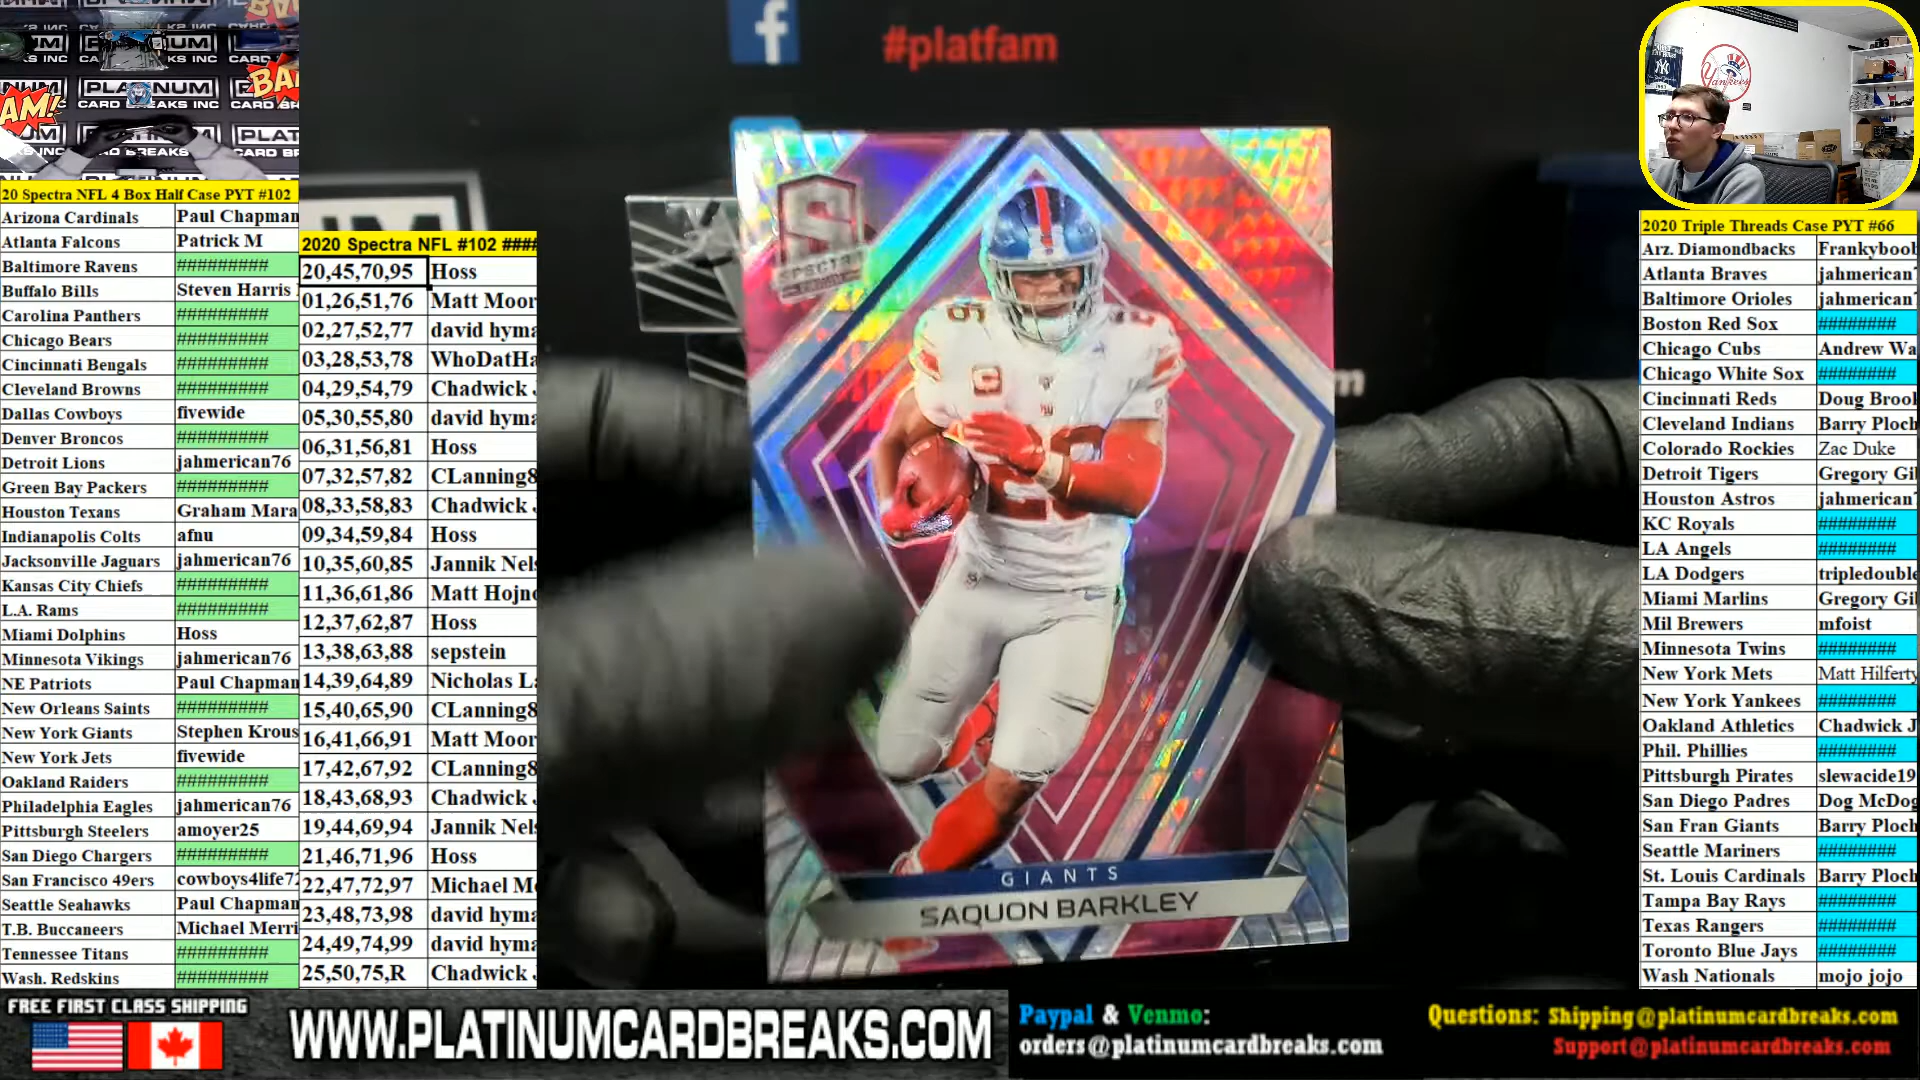 #platfam
PLATINUM
CARD BREAKS INC
20 Spectra NFL 4 Box Half Case PYT #102
Arizona Cardinals Paul Chapman
Atlanta Falcons Patrick M
Baltimore Ravens #########
Buffalo Bills Steven Harris
Carolina Panthers #########
Chicago Bears #########
Cincinnati Bengals #########
Cleveland Browns #########
Dallas Cowboys fivewide
Denver Broncos #########
Detroit Lions jahmerican76
Green Bay Packers #########
Houston Texans Graham Mara
Indianapolis Colts afnu
Jacksonville Jaguars jahmerican76
Kansas City Chiefs #########
L.A. Rams #########
Miami Dolphins Hoss
Minnesota Vikings jahmerican76
NE Patriots Paul Chapman
New Orleans Saints #########
New York Giants Stephen Krous
New York Jets fivewide
Oakland Raiders #########
Philadelphia Eagles jahmerican76
Pittsburgh Steelers amoyer25
San Diego Chargers #########
San Francisco 49ers cowboys4life72
Seattle Seahawks Paul Chapman
T.B. Buccaneers Michael Merri
Tennessee Titans #########
Wash. Redskins #########
2020 Spectra NFL #102 ####
20,45,70,95 Hoss
01,26,51,76 Matt Moor
02,27,52,77 david hyma
03,28,53,78 WhoDatHa
04,29,54,79 Chadwick J
05,30,55,80 david hyma
06,31,56,81 Hoss
07,32,57,82 CLanning8
08,33,58,83 Chadwick J
09,34,59,84 Hoss
10,35,60,85 Jannik Nels
11,36,61,86 Matt Hojno
12,37,62,87 Hoss
13,38,63,88 sepstein
14,39,64,89 Nicholas La
15,40,65,90 CLanning8
16,41,66,91 Matt Moor
17,42,67,92 CLanning8
18,43,68,93 Chadwick J
19,44,69,94 Jannik Nels
21,46,71,96 Hoss
22,47,72,97 Michael Me
23,48,73,98 david hyma
24,49,74,99 david hyma
25,50,75,R Chadwick J
SPECTRA
GIANTS
SAQUON BARKLEY
Yankees
2020 Triple Threads Case PYT #66
Arz. Diamondbacks Frankyboob
Atlanta Braves jahmerican7
Baltimore Orioles jahmerican7
Boston Red Sox ########
Chicago Cubs Andrew Wa
Chicago White Sox ########
Cincinnati Reds Doug Brool
Cleveland Indians Barry Ploch
Colorado Rockies Zac Duke
Detroit Tigers Gregory Gil
Houston Astros jahmerican7
KC Royals ########
LA Angels ########
LA Dodgers tripledouble
Miami Marlins Gregory Gil
Mil Brewers mfoist
Minnesota Twins ########
New York Mets Matt Hilferty
New York Yankees ########
Oakland Athletics Chadwick J
Phil. Phillies ########
Pittsburgh Pirates slewacide19
San Diego Padres Dog McDog
San Fran Giants Barry Ploch
Seattle Mariners ########
St. Louis Cardinals Barry Ploch
Tampa Bay Rays ########
Texas Rangers ########
Toronto Blue Jays ########
Wash Nationals mojo jojo
FREE FIRST CLASS SHIPPING
WWW.PLATINUMCARDBREAKS.COM
Paypal & Venmo:
orders@platinumcardbreaks.com
Questions: Shipping@platinumcardbreaks.com
Support@platinumcardbreaks.com